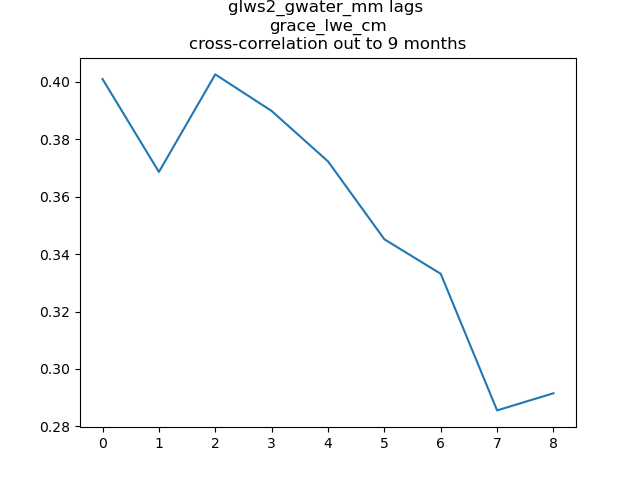 glws2_gwater_mm lags
grace_lwe_cm
cross-correlation out to 9 months
0.40
0.38
0.36
0.34
0.32
0.30
0.28
0 1 2 3 4 5 6 7 8